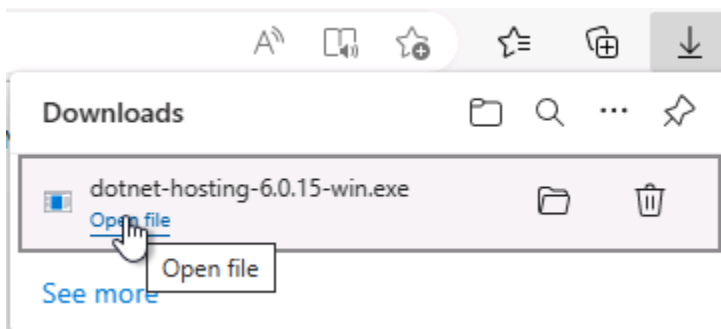 Downloads
dotnet-hosting-6.0.15-win.exe
Open file
Open file
See more